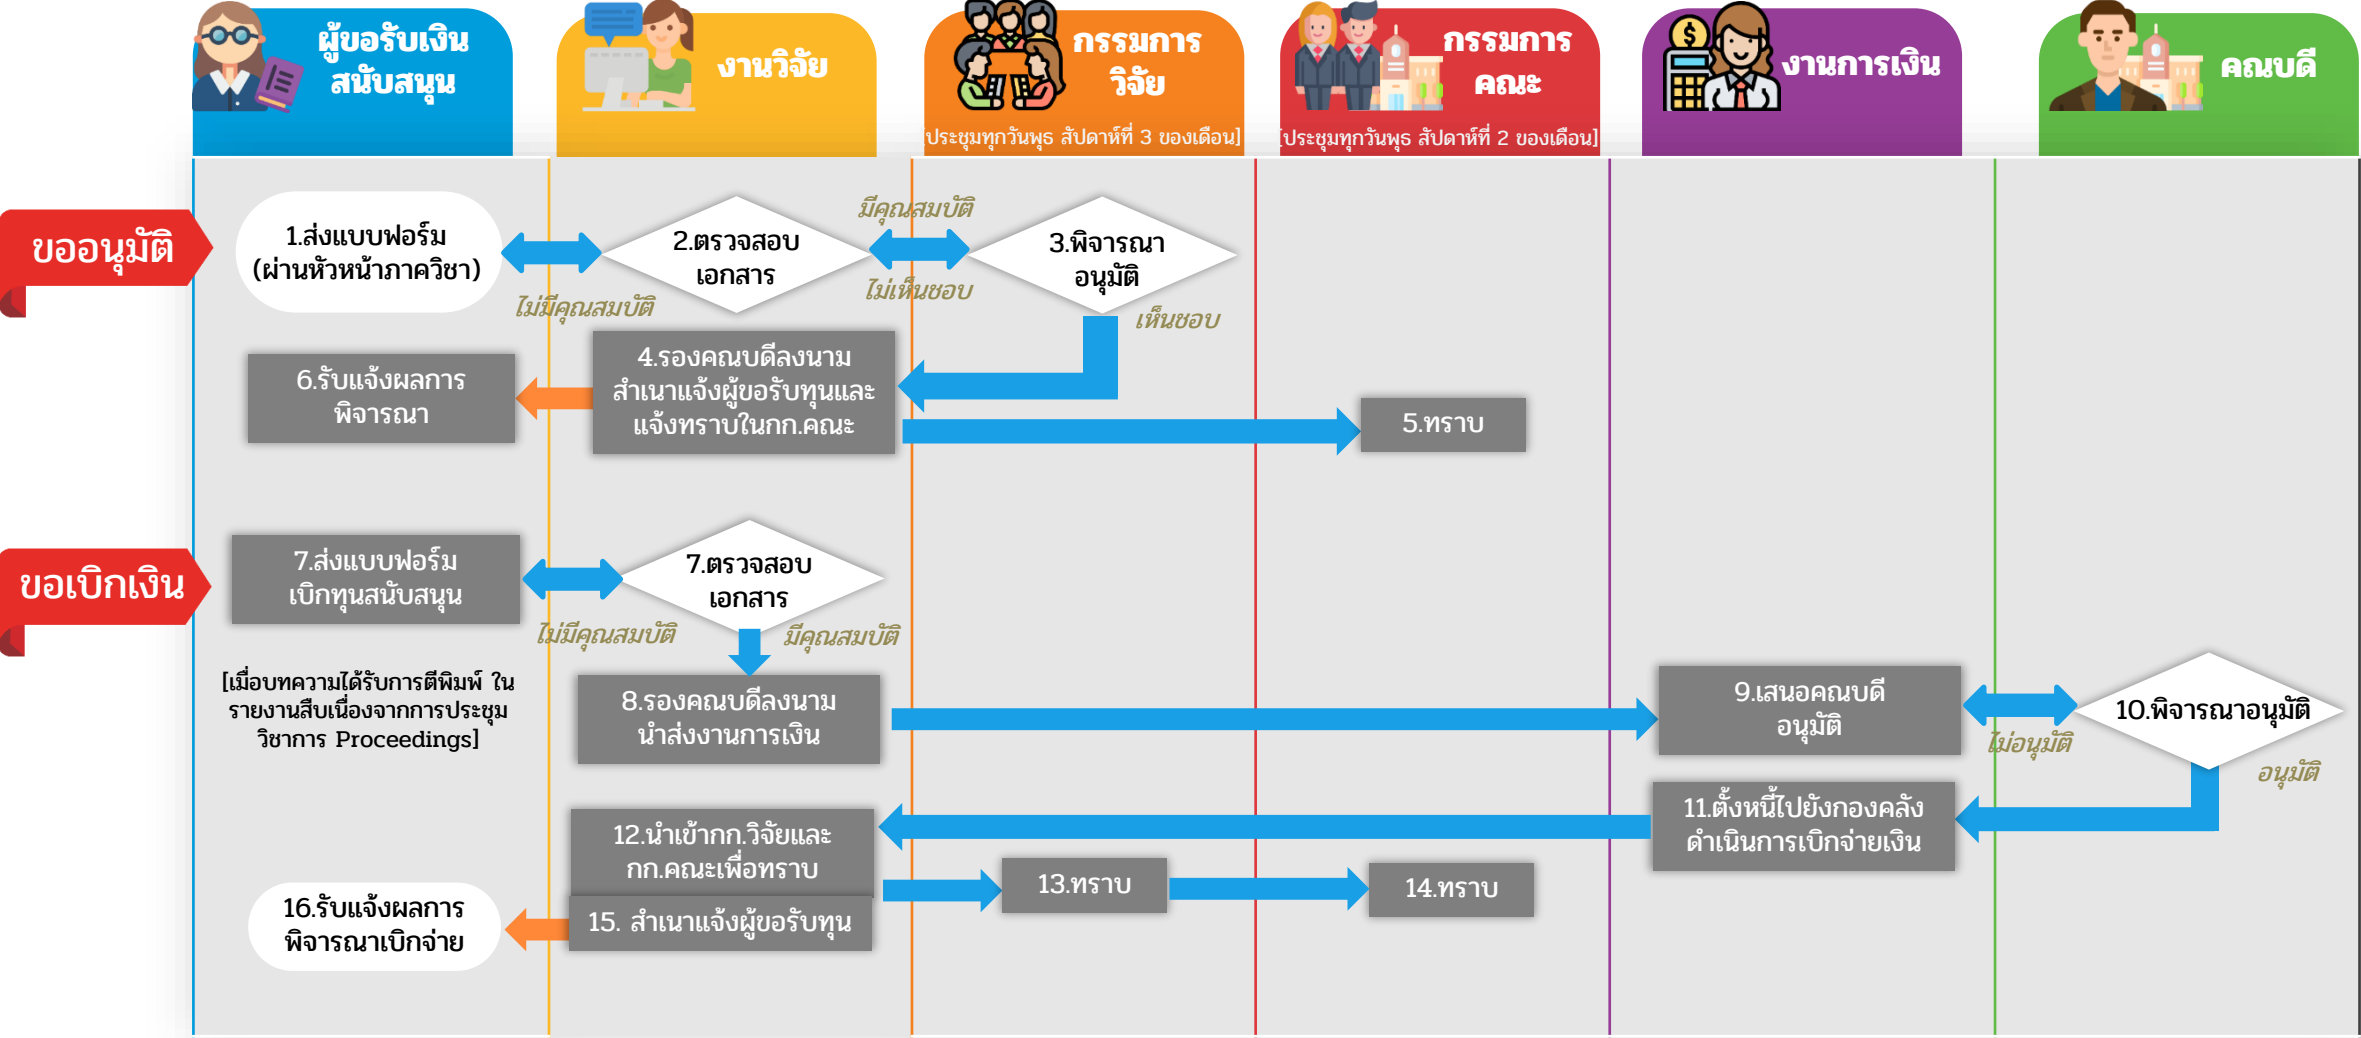 ผู้ขอรับเงิน
สนับสนุน
งานวิจัย
กรรมการ
วิจัย
[ประชุมทุกวันพุธ สัปดาห์ที่ 3 ของเดือน]
กรรมการ
คณะ
[ประชุมทุกวันพุธ สัปดาห์ที่ 2 ของเดือน]
งานการเงิน
คณบดี
ขออนุมัติ
1.ส่งแบบฟอร์ม
(ผ่านหัวหน้าภาควิชา)
ไม่มีคุณสมบัติ
2.ตรวจสอบ
เอกสาร
มีคุณสมบัติ
ไม่เห็นชอบ
3.พิจารณา
อนุมัติ
เห็นชอบ
4.รองคณบดีลงนาม
สำเนาแจ้งผู้ขอรับทุนและ
แจ้งทราบในกก.คณะ
5.ทราบ
6.รับแจ้งผลการ
พิจารณา
ขอเบิกเงิน
7.ส่งแบบฟอร์ม
เบิกทุนสนับสนุน
ไม่มีคุณสมบัติ
7.ตรวจสอบ
เอกสาร
มีคุณสมบัติ
[เมื่อบทความได้รับการตีพิมพ์ ใน
รายงานสืบเนื่องจากการประชุม
วิชาการ Proceedings]
8.รองคณบดีลงนาม
นำส่งงานการเงิน
9.เสนอคณบดี
อนุมัติ
ไม่อนุมัติ
10.พิจารณาอนุมัติ
อนุมัติ
11.ตั้งหนี้ไปยังกองคลัง
ดำเนินการเบิกจ่ายเงิน
12.นำเข้ากก.วิจัยและ
กก.คณะเพื่อทราบ
13.ทราบ
14.ทราบ
15. สำเนาแจ้งผู้ขอรับทุน
16.รับแจ้งผลการ
พิจารณาเบิกจ่าย